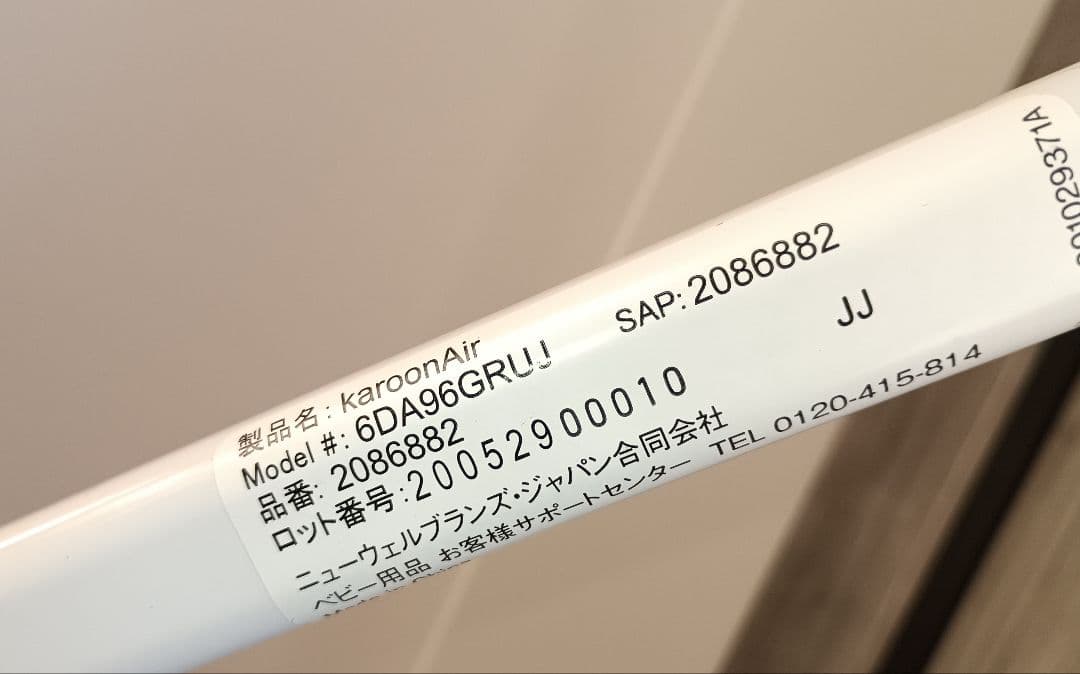 製品名: karoonAir
Model #: 6DA96GRUJ SAP: 2086882
品番: 2086882 JJ
ロット番号: 200529 00010
ニューウェルブランズ・ジャパン合同会社
ベビー用品 お客様サポートセンター TEL 0120-415-814